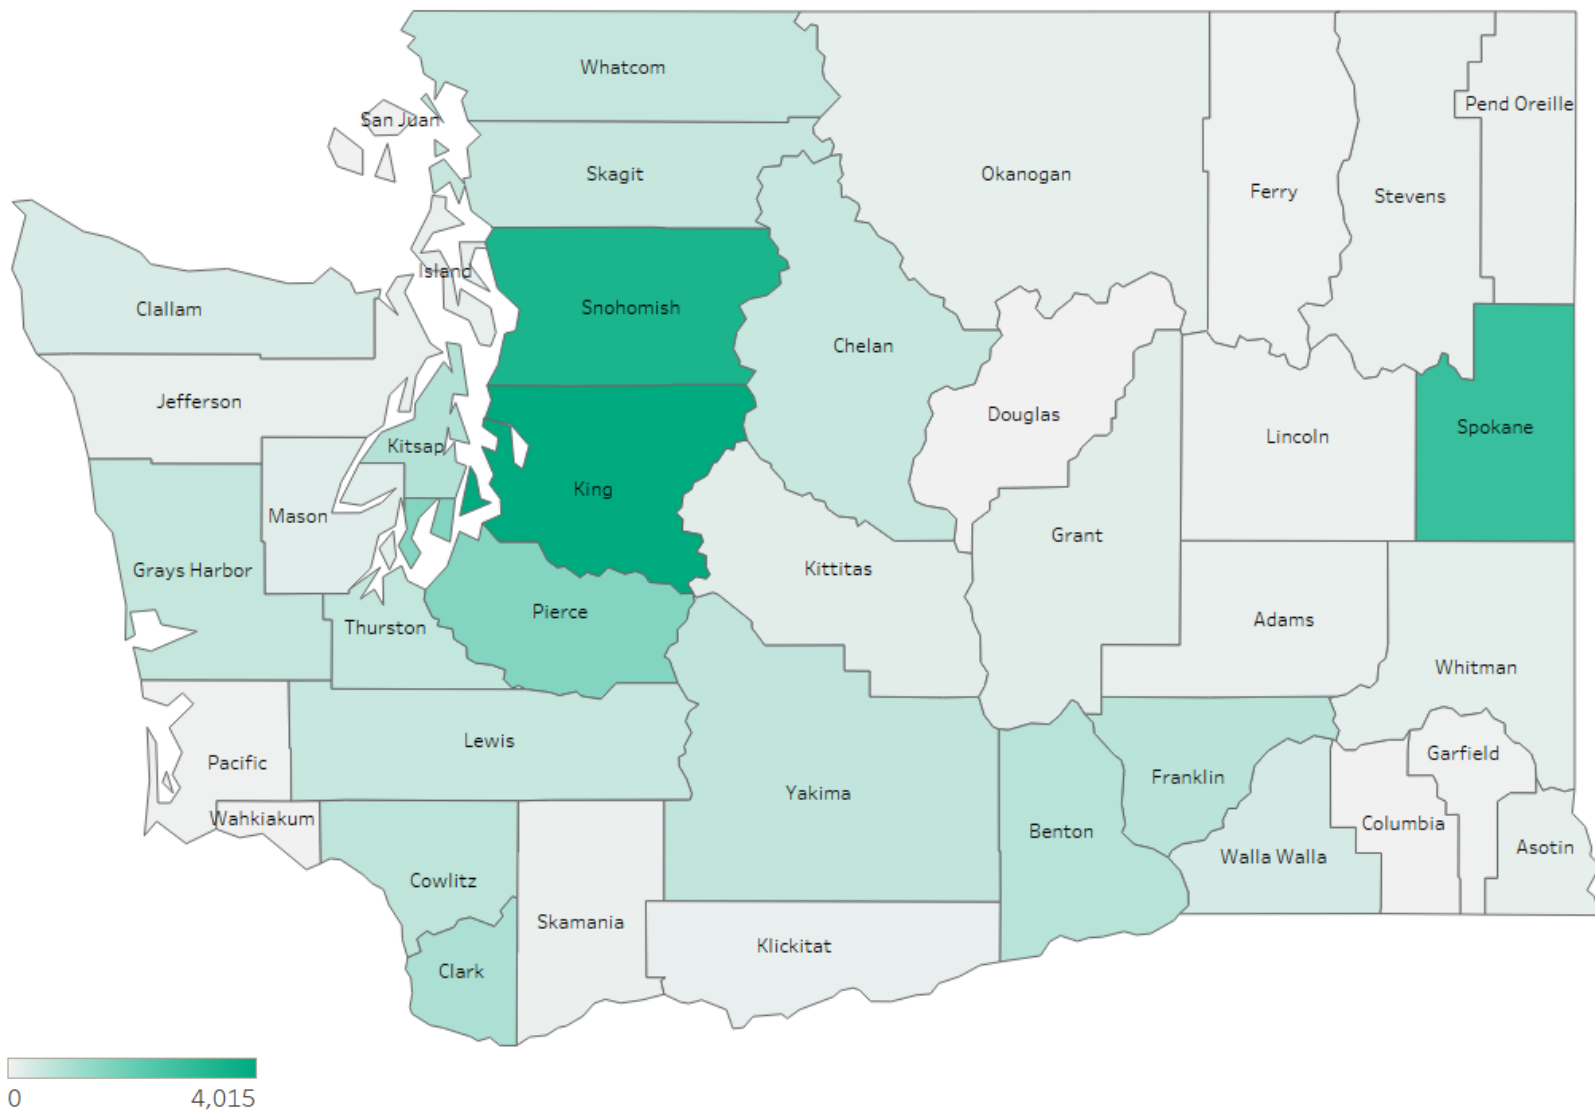 Whatcom
Pend Oreille
San Juan
Skagit
Okanogan
Ferry
Stevens
Island
Clallam
Snohomish
Chelan
Jefferson
Douglas
Kitsap
Lincoln
Spokane
King
Mason
Grant
Grays Harbor
Kittitas
Pierce
Adams
Thurston
Whitman
Lewis
Garfield
Pacific
Franklin
Yakima
Wahkiakum
Columbia
Benton
Asotin
Walla Walla
Cowlitz
Skamania
Klickitat
Clark
0 4,015